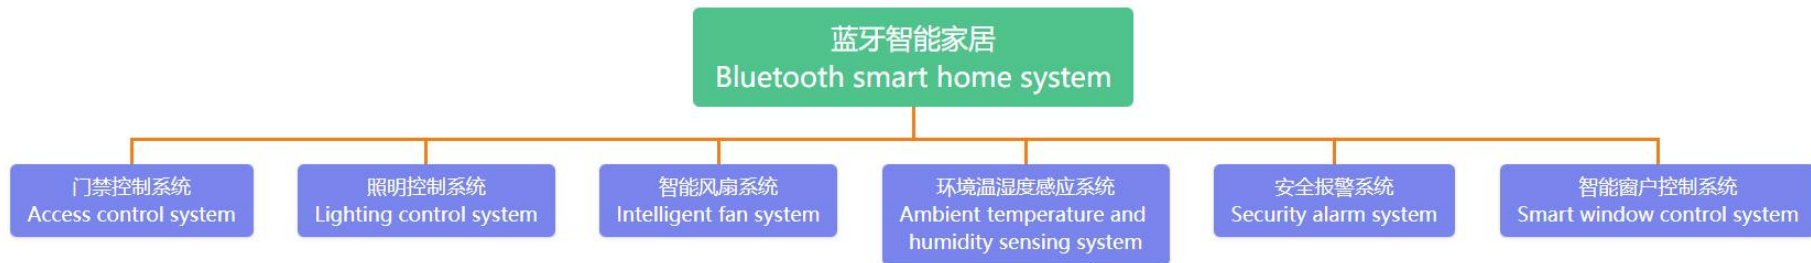 蓝牙智能家居
Bluetooth smart home system
门禁控制系统
Access control system
照明控制系统
Lighting control system
智能风扇系统
Intelligent fan system
环境温湿度感应系统
Ambient temperature and
humidity sensing system
安全报警系统
Security alarm system
智能窗户控制系统
Smart window control system